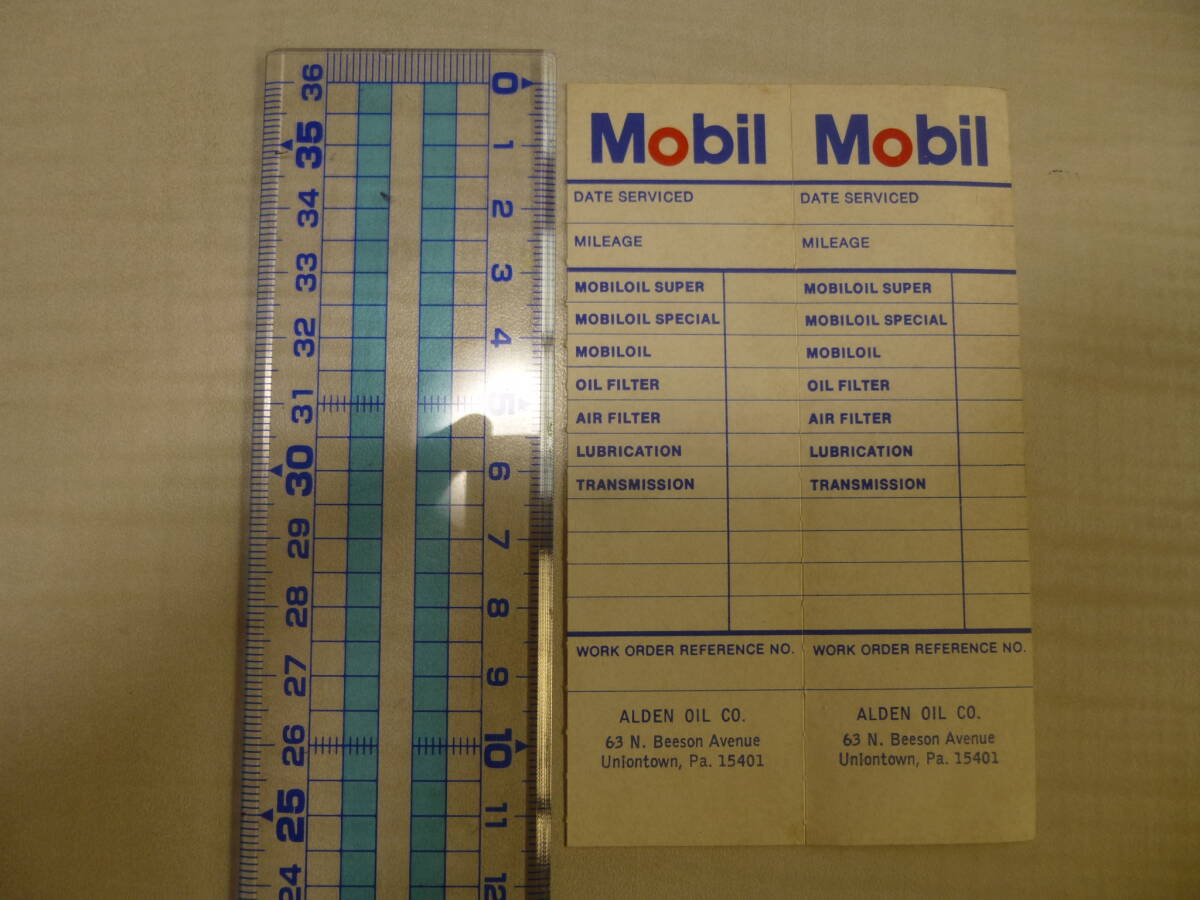 36 0
35 1
34 2
33 3
32 4
31 5
30 6
29 7
28 8
27 9
26 10
25 11
24 12
Mobil Mobil
DATE SERVICED DATE SERVICED
MILEAGE MILEAGE
MOBILOIL SUPER MOBILOIL SUPER
MOBILOIL SPECIAL MOBILOIL SPECIAL
MOBILOIL MOBILOIL
OIL FILTER OIL FILTER
AIR FILTER AIR FILTER
LUBRICATION LUBRICATION
TRANSMISSION TRANSMISSION
WORK ORDER REFERENCE NO. WORK ORDER REFERENCE NO.
ALDEN OIL CO. ALDEN OIL CO.
63 N. Beeson Avenue 63 N. Beeson Avenue
Uniontown, Pa. 15401 Uniontown, Pa. 15401